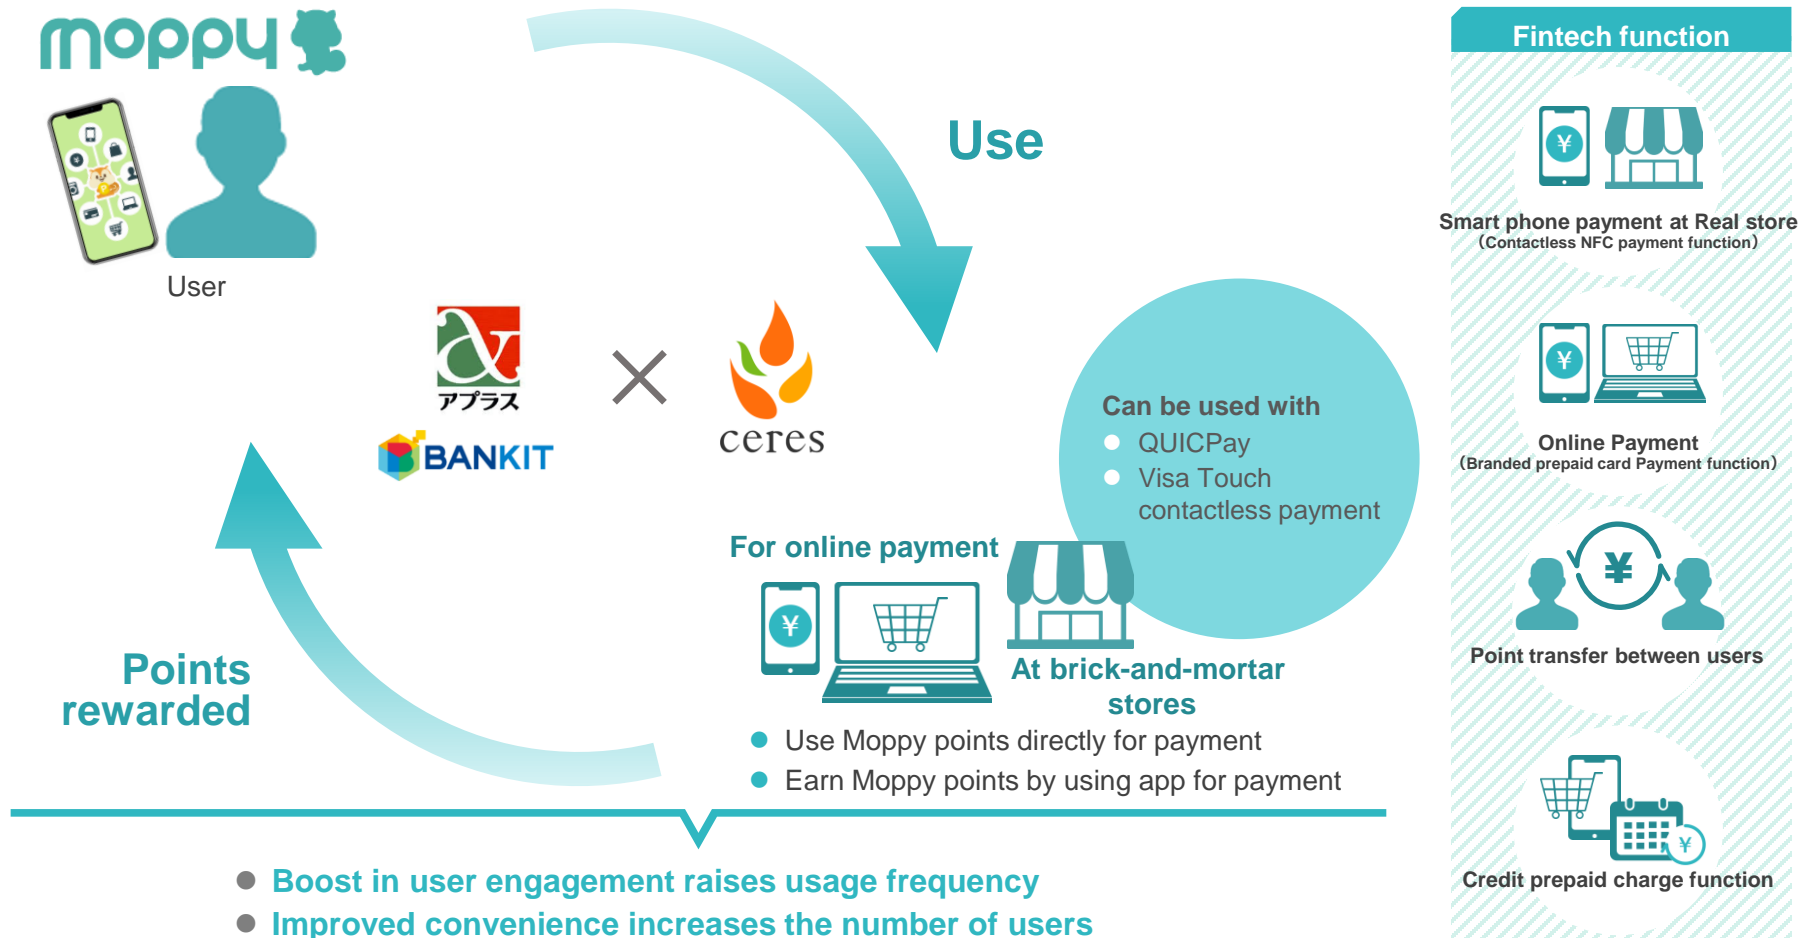 moppy
User
Use
アプラス
BANKIT
ceres
Can be used with
QUICPay
Visa Touch
contactless payment
For online payment
¥
At brick-and-mortar
stores
Use Moppy points directly for payment
Earn Moppy points by using app for payment
Points
rewarded
Boost in user engagement raises usage frequency
Improved convenience increases the number of users
Fintech function
¥
Smart phone payment at Real store
（Contactless NFC payment function）
¥
Online Payment
（Branded prepaid card Payment function）
¥
Point transfer between users
¥
Credit prepaid charge function